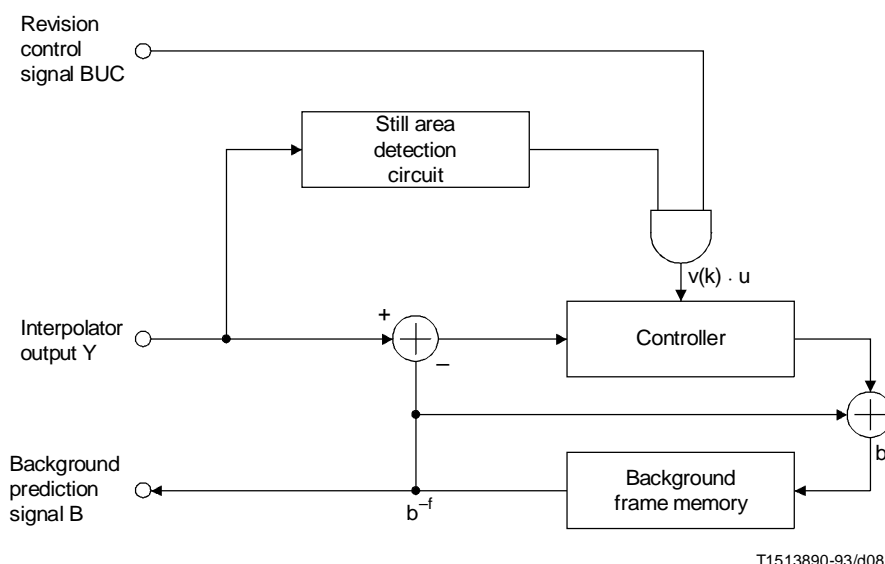 Revision
control
signal BUC
Still area
detection
circuit
v(k) · u
Interpolator
output Y
+
–
Controller
b
Background
prediction
signal B
b–f
Background
frame memory
T1513890-93/d08